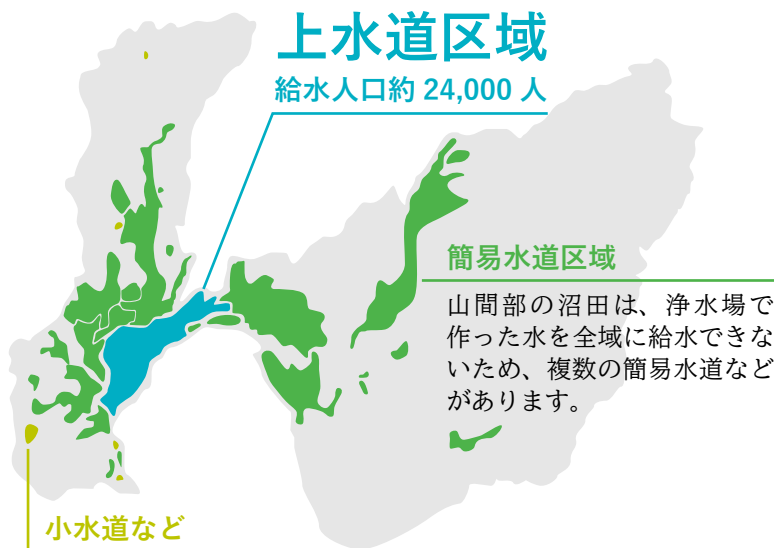 上水道区域
給水人口約 24,000 人
簡易水道区域
山間部の沼田は、浄水場で
作った水を全域に給水できな
いため、複数の簡易水道など
があります。
小水道など